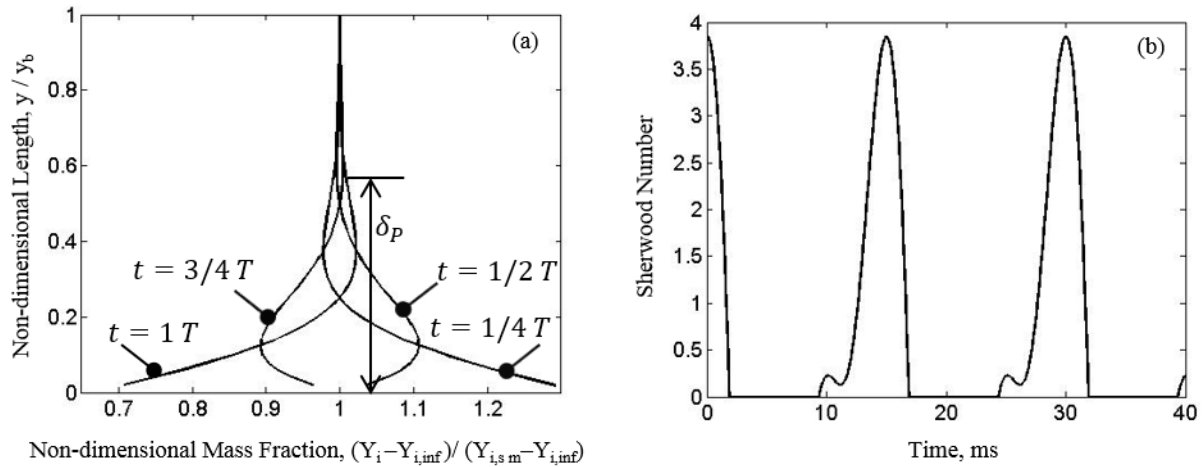 (a)
1
0.8
0.6
0.4
0.2
0
Non-dimensional Length, y / y_b
δ_P
t = 3/4 T
t = 1/2 T
t = 1 T
t = 1/4 T
0.7 0.8 0.9 1 1.1 1.2
Non-dimensional Mass Fraction, (Y_i−Y_{i,inf})/ (Y_{i,s m}−Y_{i,inf})
(b)
4
3.5
3
2.5
2
1.5
1
0.5
0
Sherwood Number
0 10 20 30 40
Time, ms